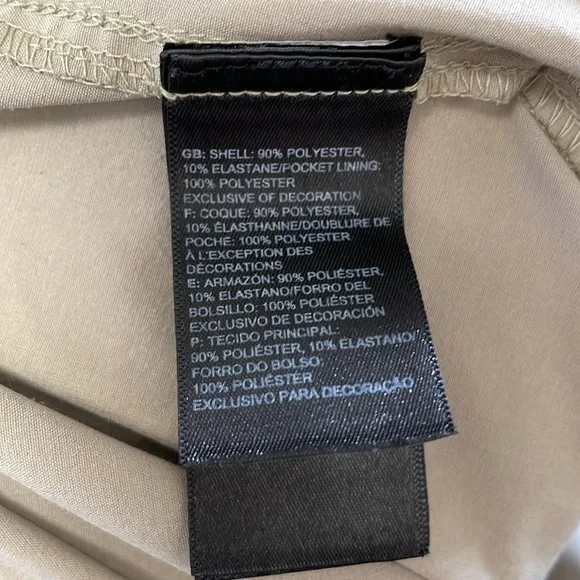 GB: SHELL: 90% POLYESTER,
10% ELASTANE/POCKET LINING:
100% POLYESTER
EXCLUSIVE OF DECORATION
F: COQUE: 90% POLYESTER,
10% ÉLASTHANNE/DOUBLURE DE
POCHE: 100% POLYESTER
À L'EXCEPTION DES
DÉCORATIONS
E: ARMAZÓN: 90% POLIÉSTER,
10% ELASTANO/FORRO DEL
BOLSILLO: 100% POLIÉSTER
EXCLUSIVO DE DECORACIÓN
P: TECIDO PRINCIPAL:
90% POLIÉSTER, 10% ELASTANO/
FORRO DO BOLSO:
100% POLIÉSTER
EXCLUSIVO PARA DECORAÇÃO